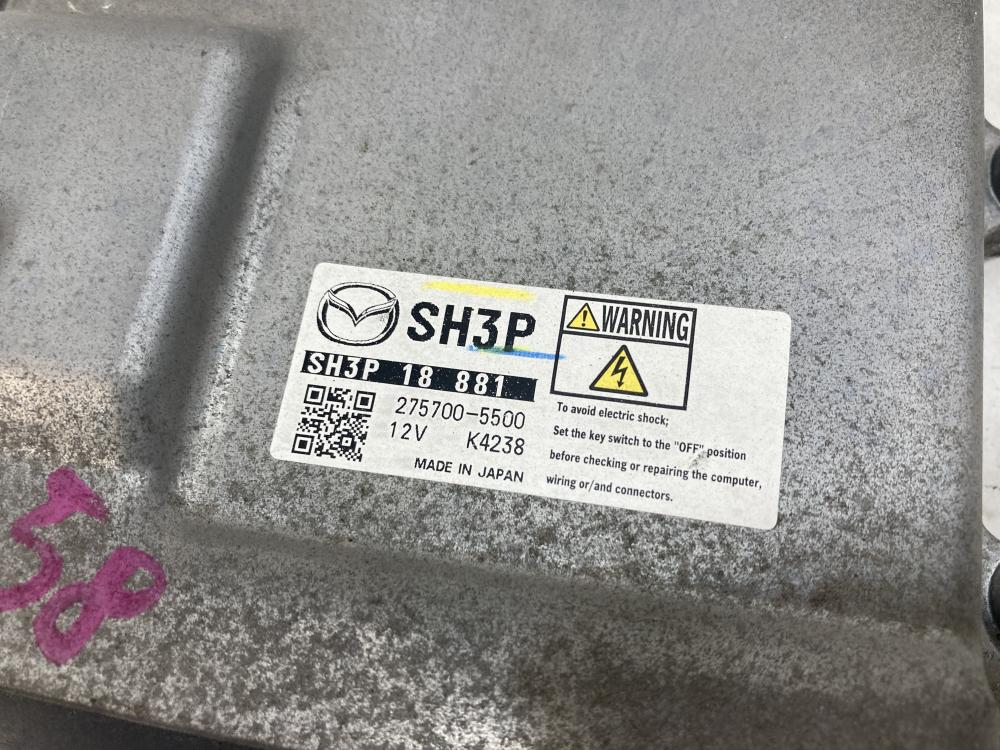 SH3P
SH3P 18 881
275700-5500
12V K4238
MADE IN JAPAN
WARNING
To avoid electric shock;
Set the key switch to the "OFF" position
before checking or repairing the computer,
wiring or/and connectors.
58